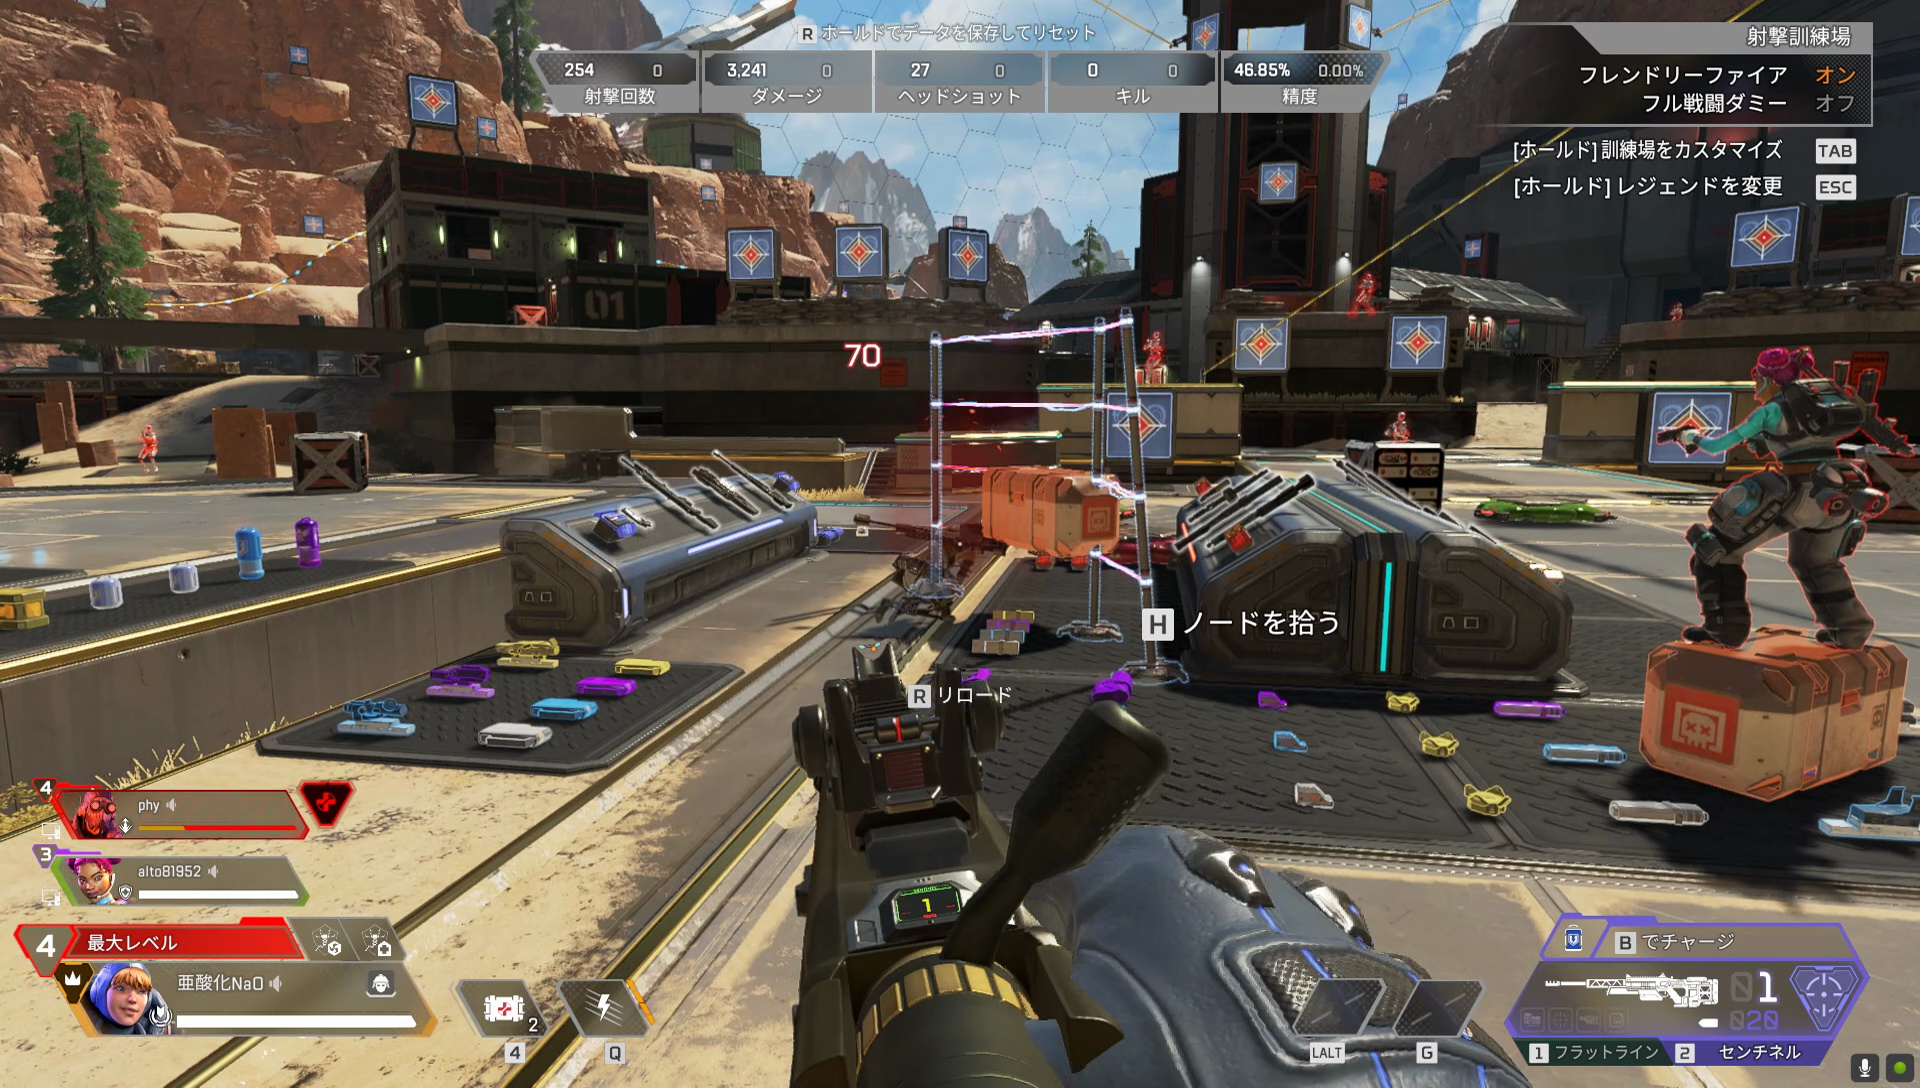 R ホールドでデータを保存してリセット
254 0
射撃回数
3,241 0
ダメージ
27 0
ヘッドショット
0 0
キル
46.85% 0.00%
精度
射撃訓練場
フレンドリーファイア オン
フル戦闘ダミー オフ
[ホールド]訓練場をカスタマイズ TAB
[ホールド]レジェンドを変更 ESC
01
70
H ノードを拾う
R リロード
4
phy
3
alto81952
4 最大レベル
亜酸化NaO
2
4
Q
1
LALT
G
B でチャージ
01
020
1 フラットライン
2 センチネル